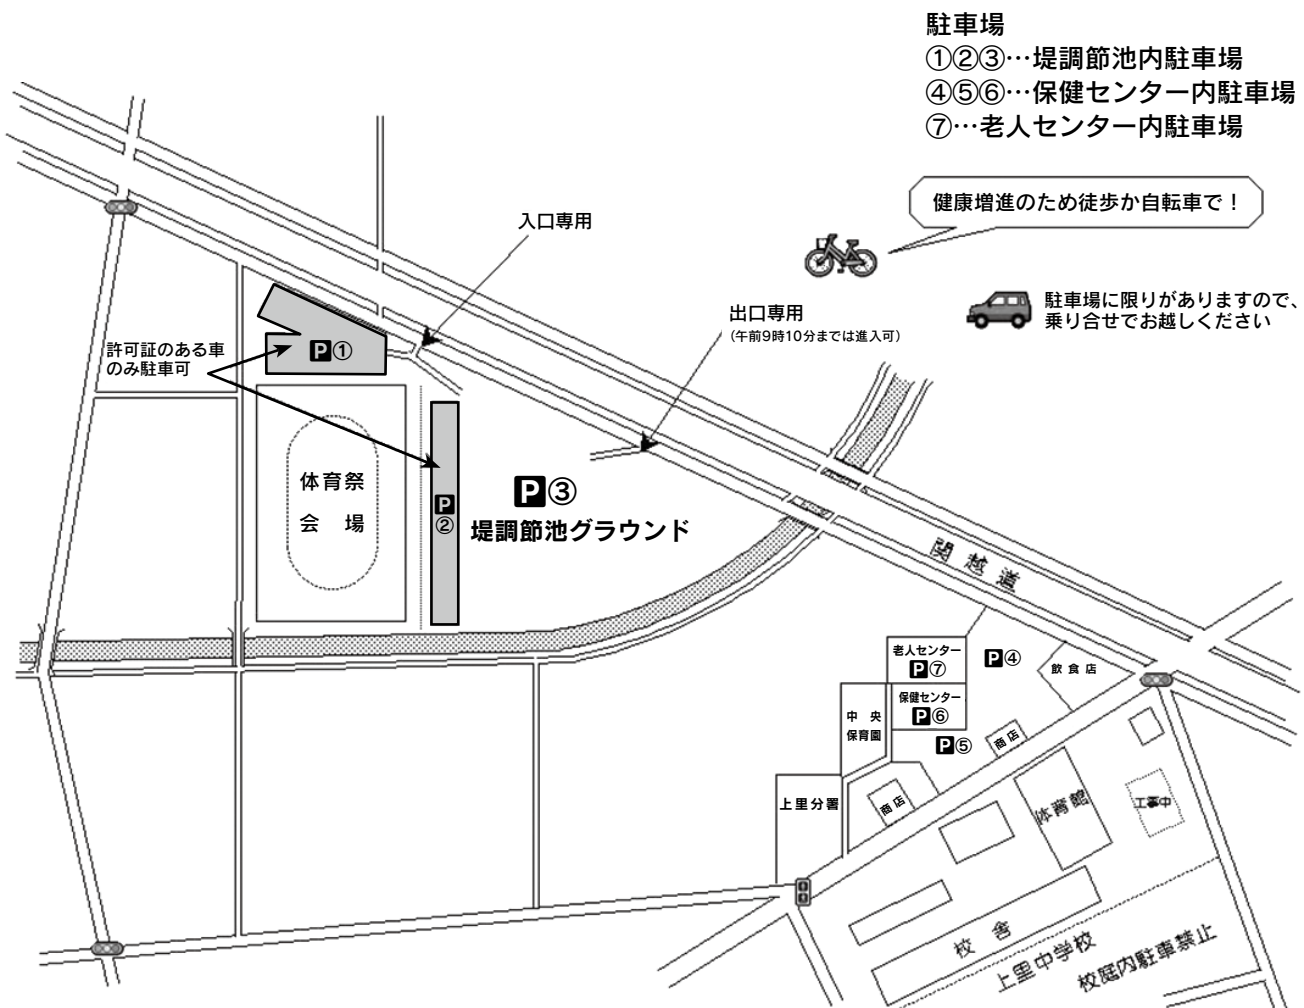 駐車場
①②③…堤調節池内駐車場
④⑤⑥…保健センター内駐車場
⑦…老人センター内駐車場
健康増進のため徒歩か自転車で！
駐車場に限りがありますので、
乗り合せでお越しください
入口専用
出口専用
（午前9時10分までは進入可）
許可証のある車
のみ駐車可
P①
体育祭
会　場
P
②
P③
堤調節池グラウンド
関越道
老人センター
P⑦
P④
飲食店
保健センター
P⑥
中　央
保育園
P⑤
商店
上里分署
商店
体育館
工事中
校舎
上里中学校
校庭内駐車禁止